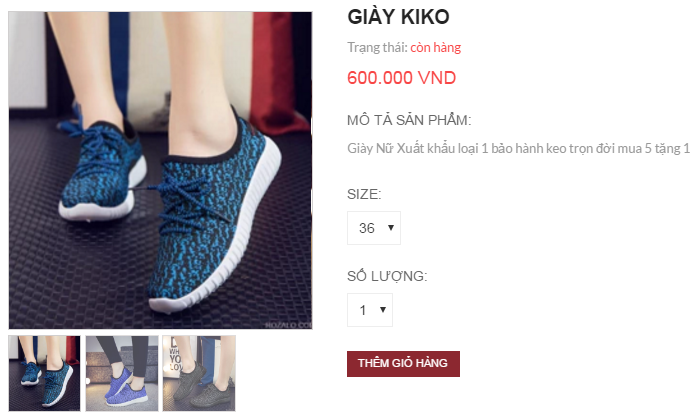 GIÀY KIKO
Trạng thái: còn hàng
600.000 VND
MÔ TẢ SẢN PHẨM:
Giày Nữ Xuất khẩu loại 1 bảo hành keo trọn đời mua 5 tặng 1
SIZE:
36
SỐ LƯỢNG:
1
THÊM GIỎ HÀNG